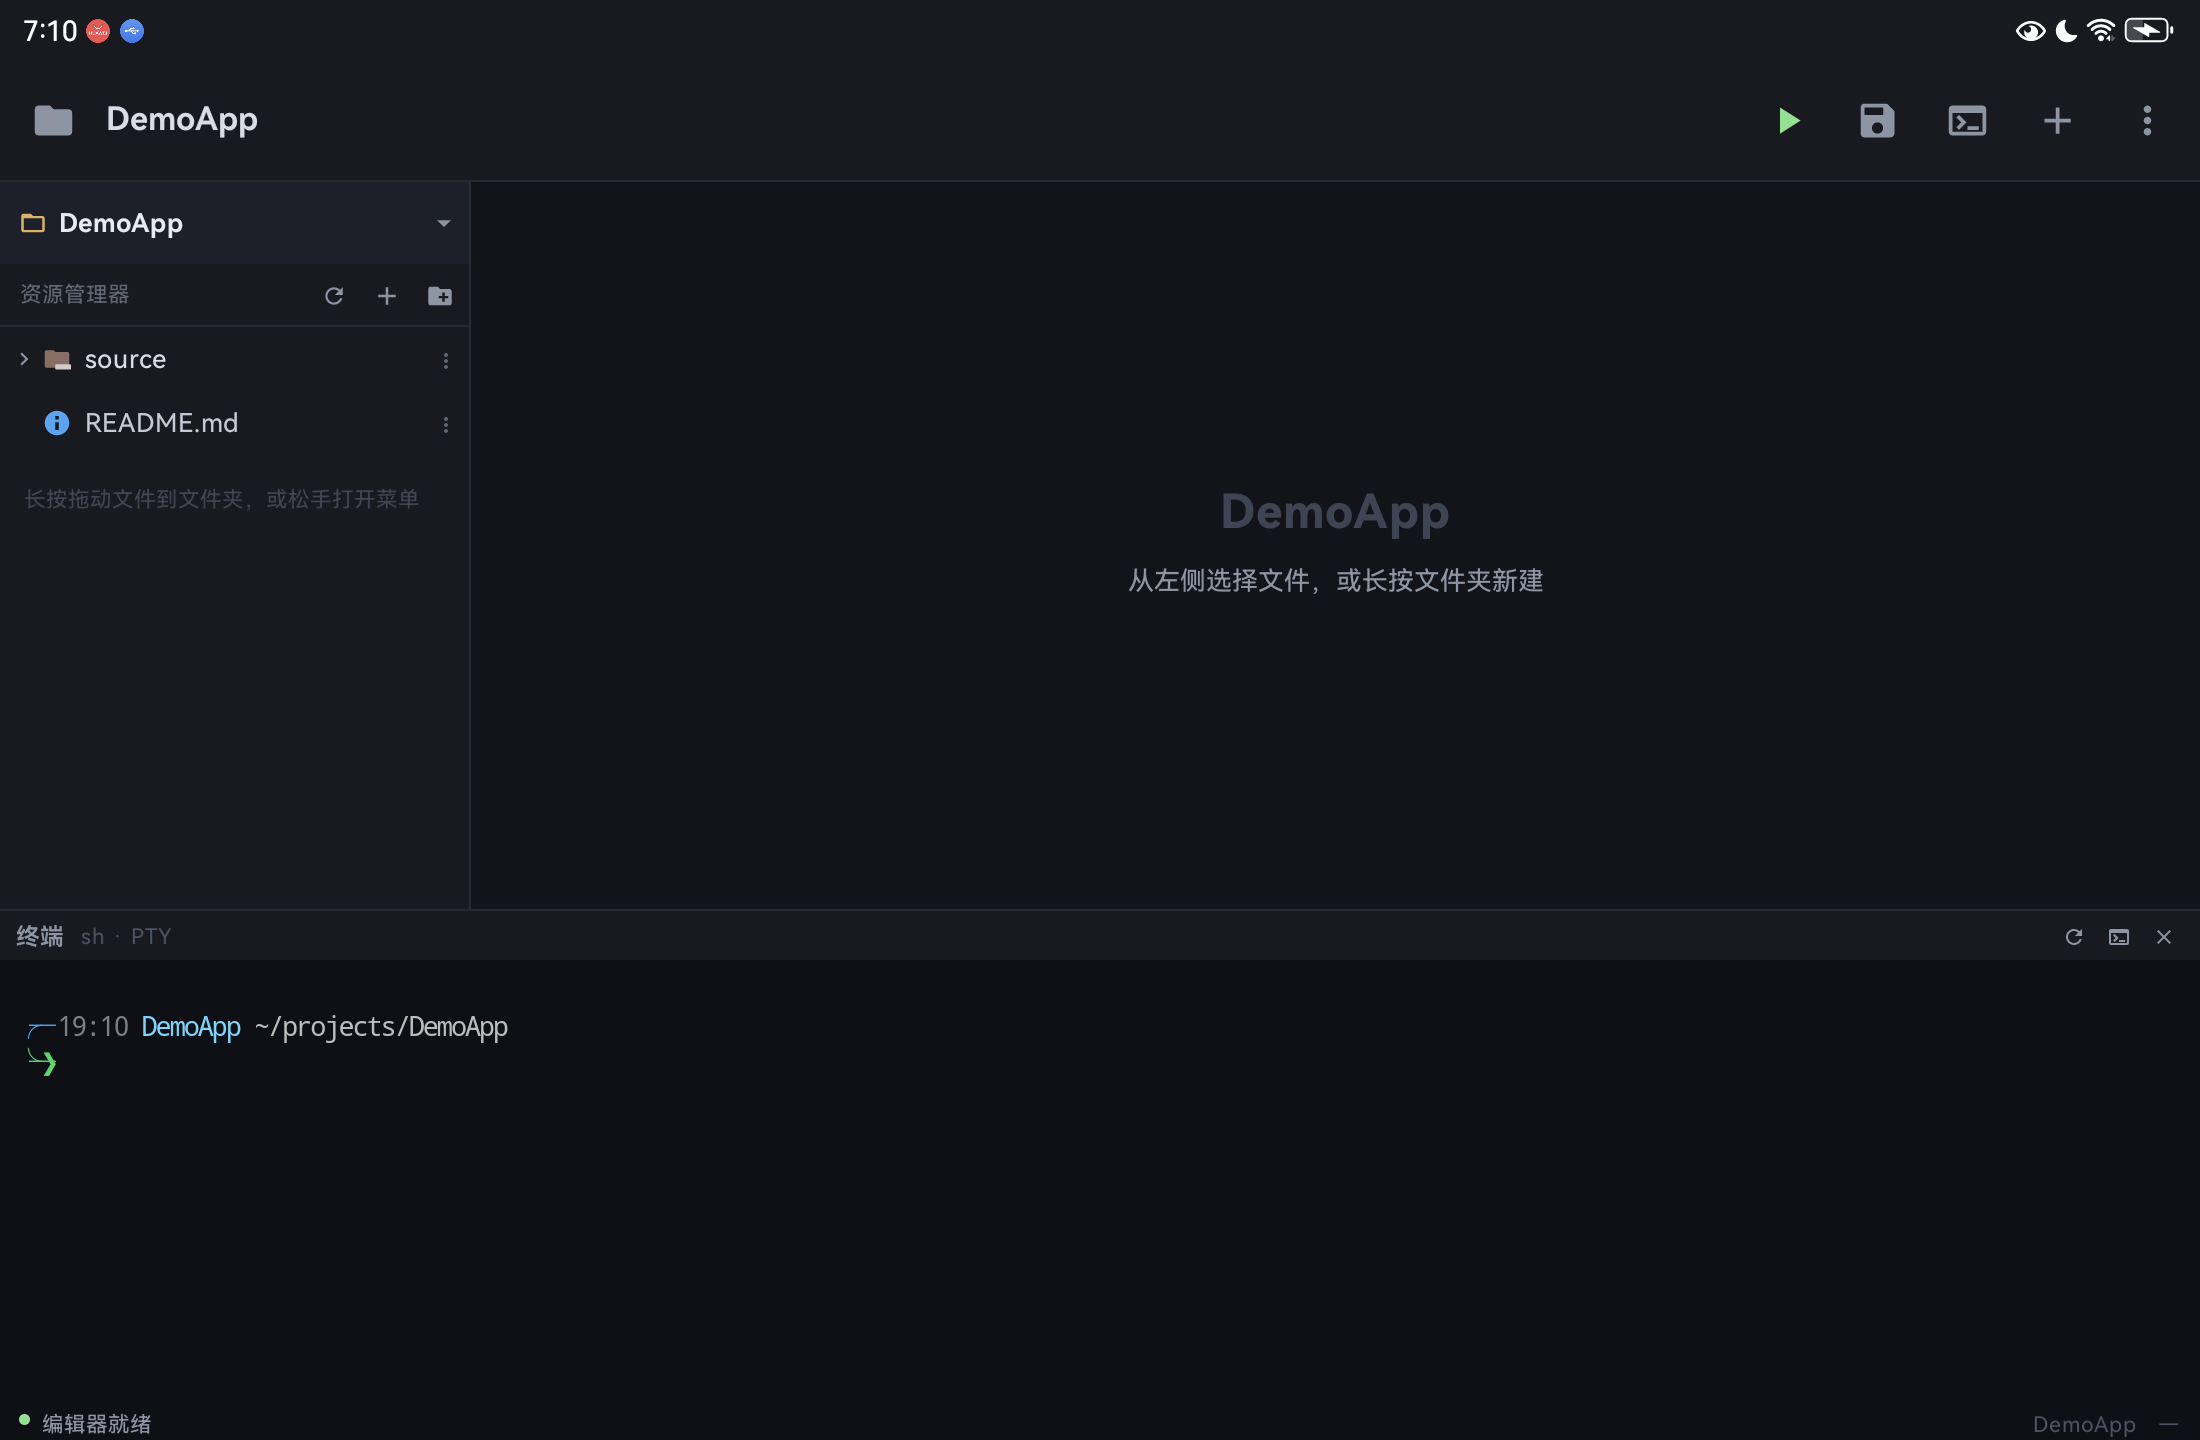 7:10
DemoApp
DemoApp
资源管理器
source
README.md
长按拖动文件到文件夹，或松手打开菜单
DemoApp
从左侧选择文件，或长按文件夹新建
终端 sh · PTY
19:10 DemoApp ~/projects/DemoApp
❯
编辑器就绪
DemoApp —